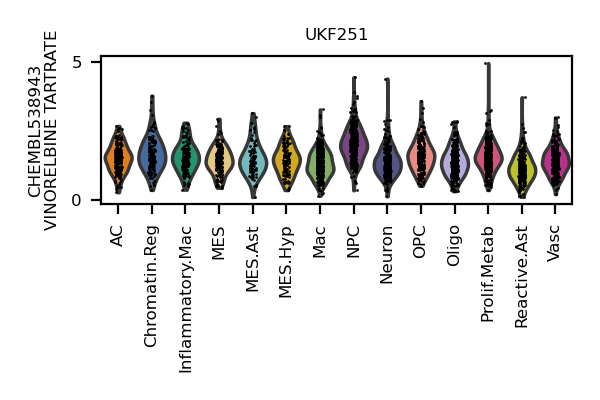 UKF251
CHEMBL538943
VINORELBINE TARTRATE
5
0
AC
Chromatin.Reg
Inflammatory.Mac
MES
MES.Ast
MES.Hyp
Mac
NPC
Neuron
OPC
Oligo
Prolif.Metab
Reactive.Ast
Vasc